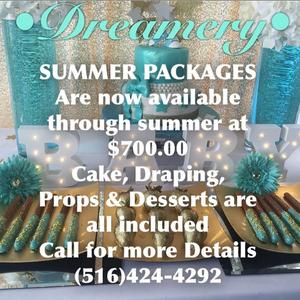 •Dreamery•
SUMMER PACKAGES
Are now available
through summer at
$700.00
Cake, Draping,
Props & Desserts are
all included
Call for more Details
(516)424-4292
BABY